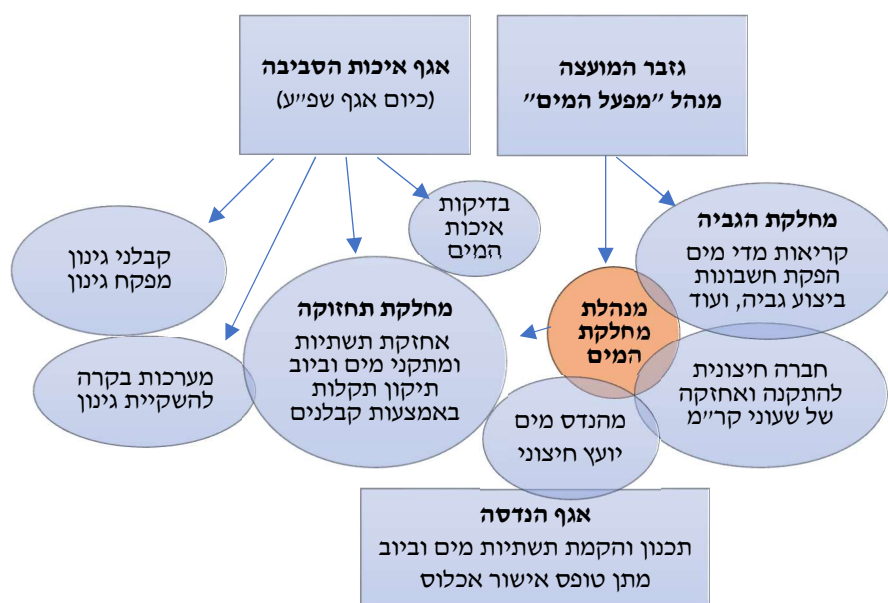 גזבר המועצה
מנהל "מפעל המים"
אגף איכות הסביבה
(כיום אגף שפ"ע)
מחלקת הגביה
קריאות מדי מים
הפקת חשבונות
ביצוע גביה, ועוד
בדיקות
איכות
המים
קבלני גינון
מפקח גינון
מנהלת
מחלקת
המים
מחלקת תחזוקה
אחזקת תשתיות
ומתקני מים וביוב
תיקון תקלות
באמצעות קבלנים
חברה חיצונית
להתקנה ואחזקה
של שעוני קר"מ
מערכות בקרה
להשקיית גינון
מהנדס מים
יועץ חיצוני
אגף הנדסה
תכנון והקמת תשתיות מים וביוב
מתן טופס אישור אכלוס